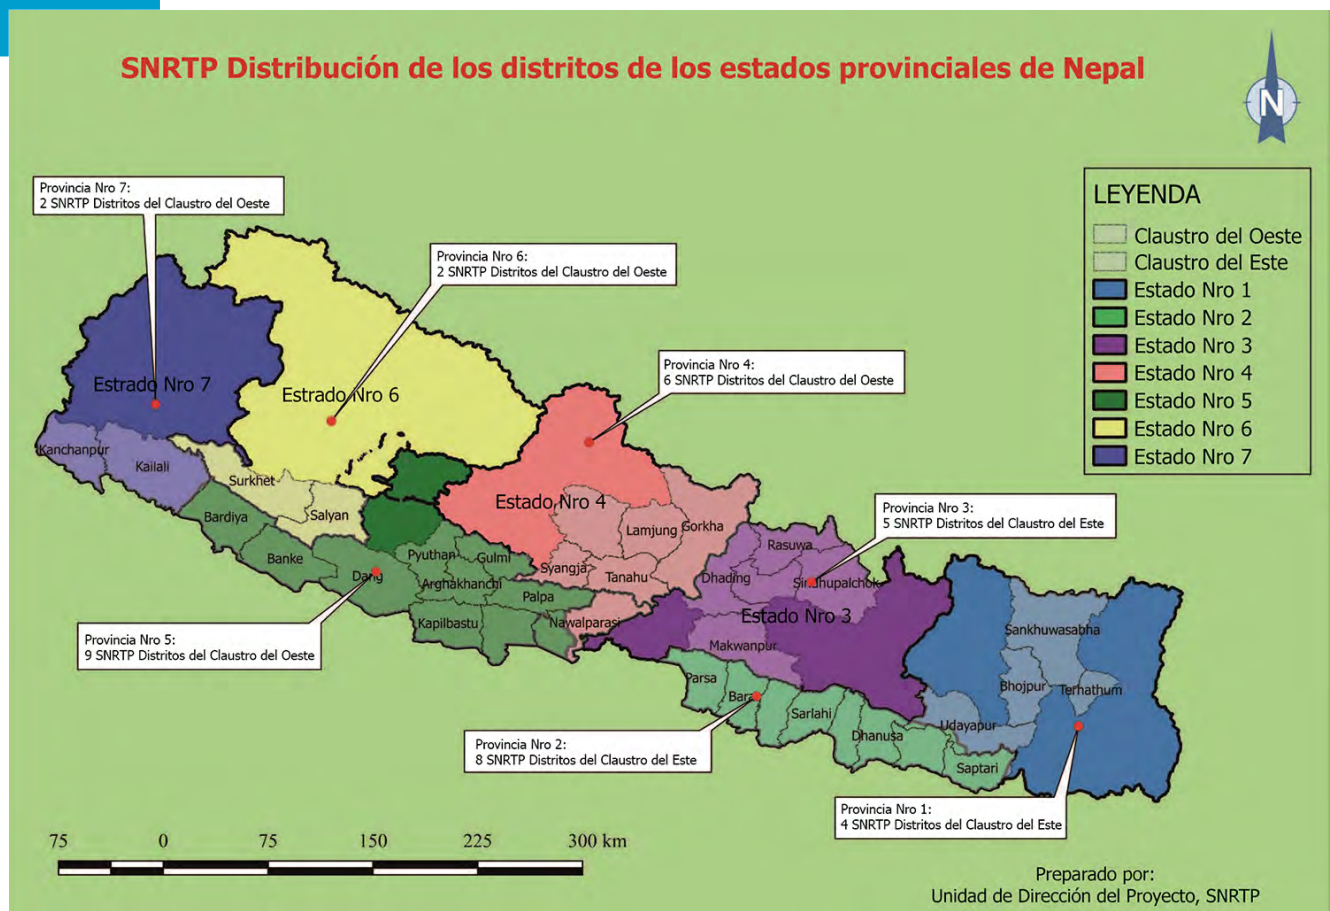 SNRTP Distribución de los distritos de los estados provinciales de Nepal
N
Provincia Nro 7:
2 SNRTP Distritos del Claustro del Oeste
Provincia Nro 6:
2 SNRTP Distritos del Claustro del Oeste
Provincia Nro 4:
6 SNRTP Distritos del Claustro del Oeste
LEYENDA
Claustro del Oeste
Claustro del Este
Estado Nro 1
Estado Nro 2
Estado Nro 3
Estado Nro 4
Estado Nro 5
Estado Nro 6
Estado Nro 7
Estrado Nro 7
Estrado Nro 6
Kanchanpur
Kailali
Surkhet
Salyan
Bardiya
Banke
Dang
Pyuthan
Gulmi
Arghakhanchi
Palpa
Kapilbastu
Nawalparasi
Estado Nro 4
Lamjung
Gorkha
Syangja
Tanahu
Provincia Nro 3:
5 SNRTP Distritos del Claustro del Este
Rasuwa
Dhading
Sindhupalchok
Estado Nro 3
Makwanpur
Sankhuwasabha
Bhojpur
Terhathum
Udayapur
Parsa
Bara
Sarlahi
Dhanusa
Saptari
Provincia Nro 5:
9 SNRTP Distritos del Claustro del Oeste
Provincia Nro 2:
8 SNRTP Distritos del Claustro del Este
Provincia Nro 1:
4 SNRTP Distritos del Claustro del Este
75 0 75 150 225 300 km
Preparado por:
Unidad de Dirección del Proyecto, SNRTP